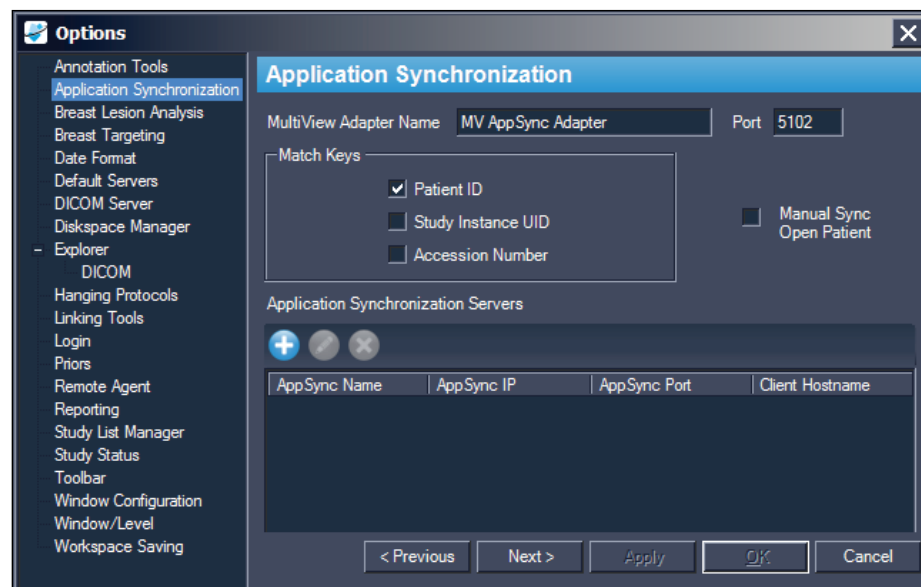 Options
Annotation Tools
Application Synchronization
Breast Lesion Analysis
Breast Targeting
Date Format
Default Servers
DICOM Server
Diskspace Manager
Explorer
DICOM
Hanging Protocols
Linking Tools
Login
Priors
Remote Agent
Reporting
Study List Manager
Study Status
Toolbar
Window Configuration
Window/Level
Workspace Saving
Application Synchronization
MultiView Adapter Name MV AppSync Adapter Port 5102
Match Keys
Patient ID
Study Instance UID
Accession Number
Manual Sync
Open Patient
Application Synchronization Servers
AppSync Name AppSync IP AppSync Port Client Hostname
< Previous Next > Apply OK Cancel